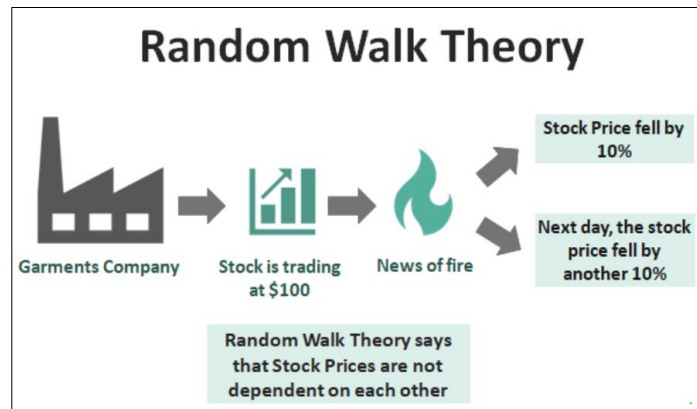 Random Walk Theory
Stock Price fell by
10%
Garments Company
Stock is trading
at $100
News of fire
Next day, the stock
price fell by
another 10%
Random Walk Theory says
that Stock Prices are not
dependent on each other